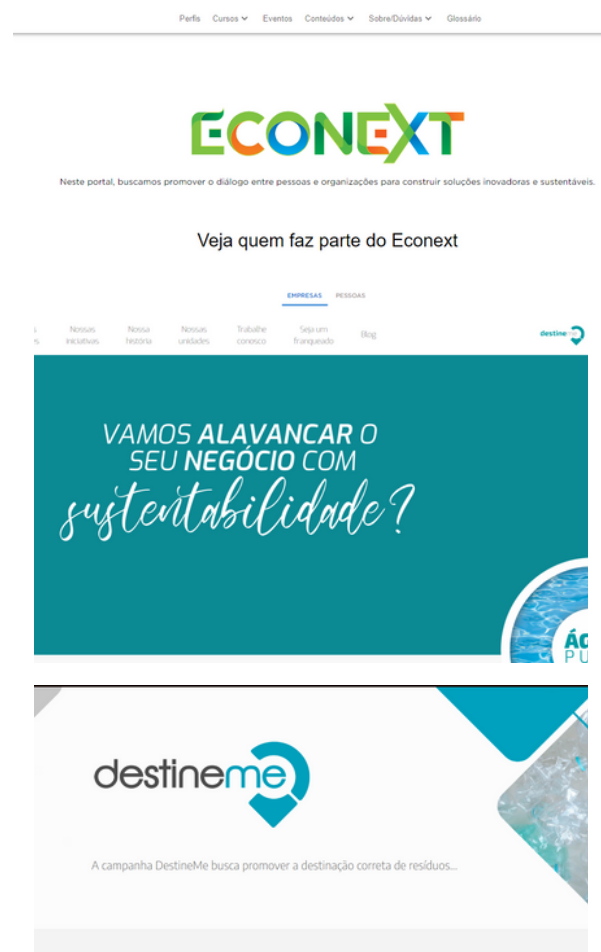 Perfis Cursos Eventos Conteúdos Sobre/Dúvidas Glossário
ECONEXT
Neste portal, buscamos promover o diálogo entre pessoas e organizações para construir soluções inovadoras e sustentáveis.
Veja quem faz parte do Econext
EMPRESAS PESSOAS
Nossas iniciativas
Nossa história
Nossas unidades
Trabalhe conosco
Seja um franqueado
Blog
destineme
VAMOS ALAVANCAR O
SEU NEGÓCIO COM
sustentabilidade?
destineme
A campanha DestineMe busca promover a destinação correta de resíduos...